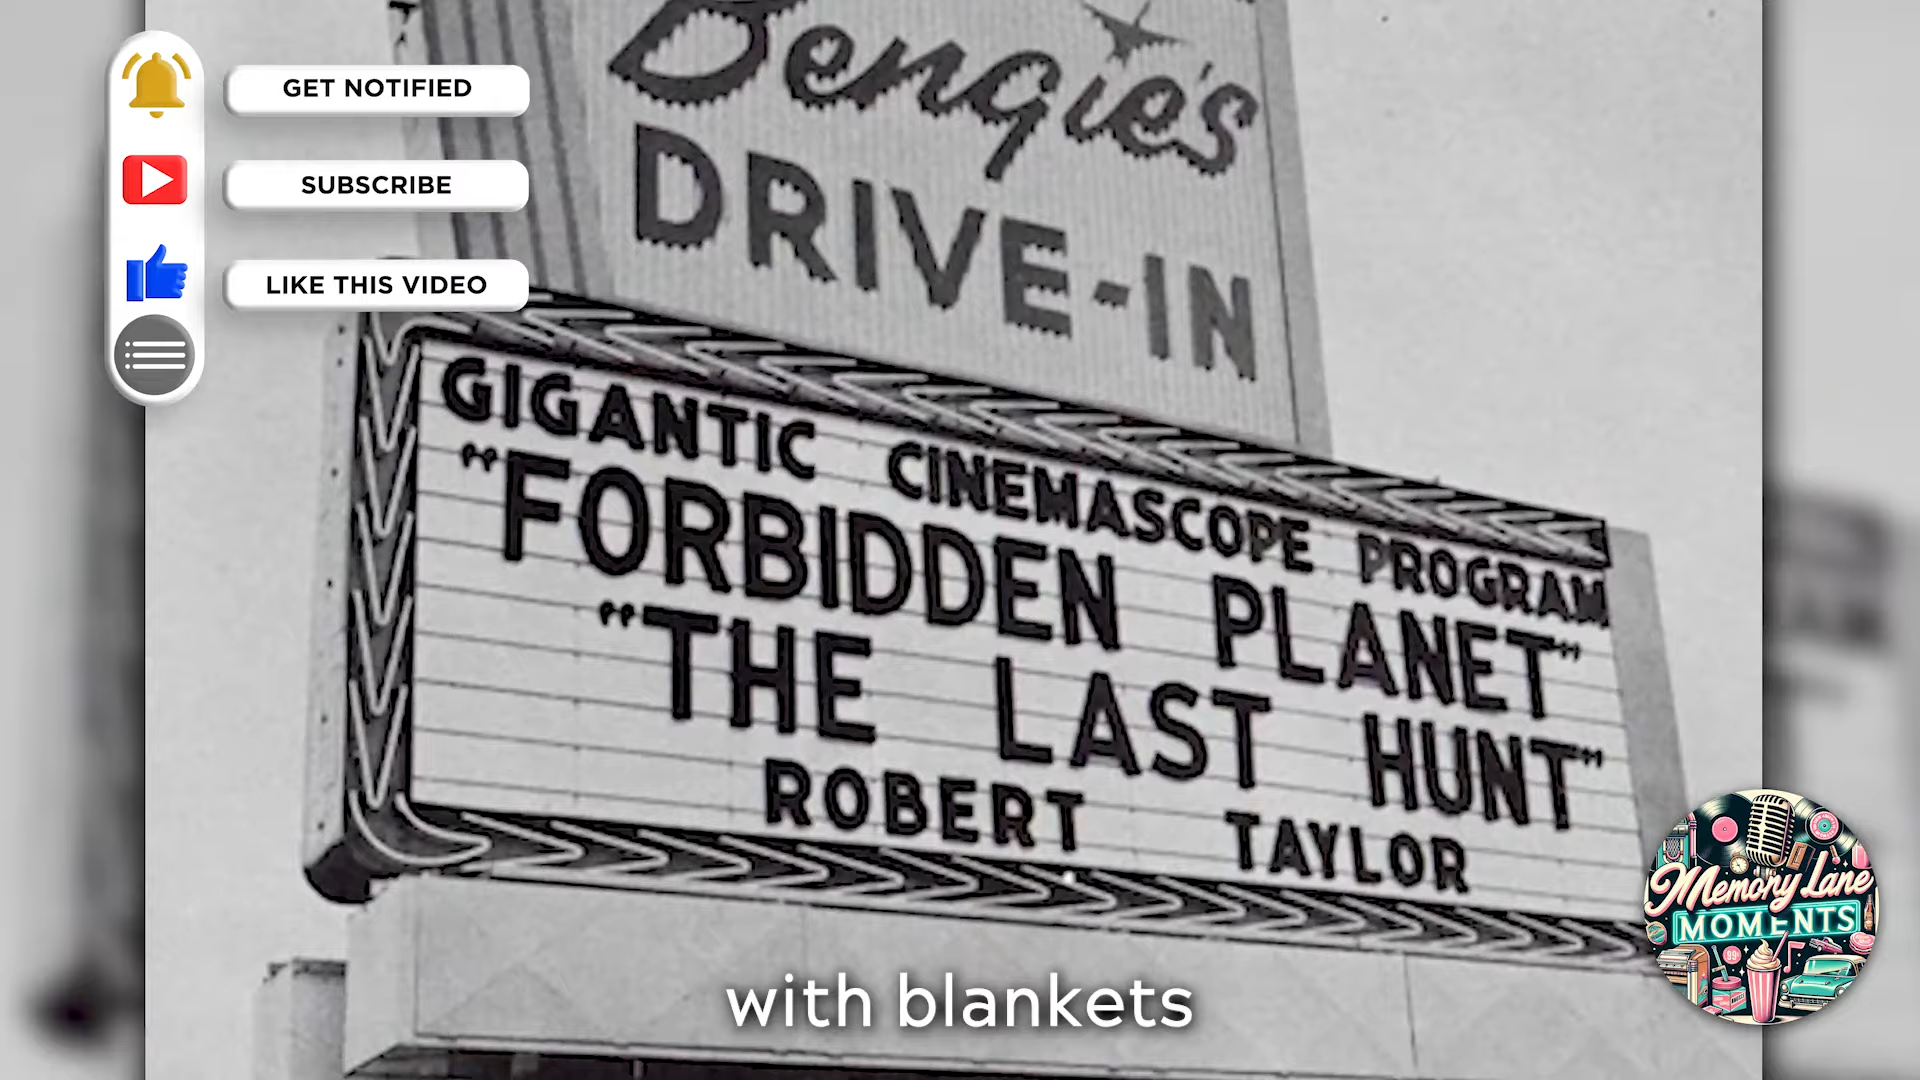 Bengie's
DRIVE-IN
GET NOTIFIED
SUBSCRIBE
LIKE THIS VIDEO
GIGANTIC CINEMASCOPE PROGRAM
"FORBIDDEN PLANET"
"THE LAST HUNT"
ROBERT TAYLOR
Memory Lane
MOMENTS
with blankets